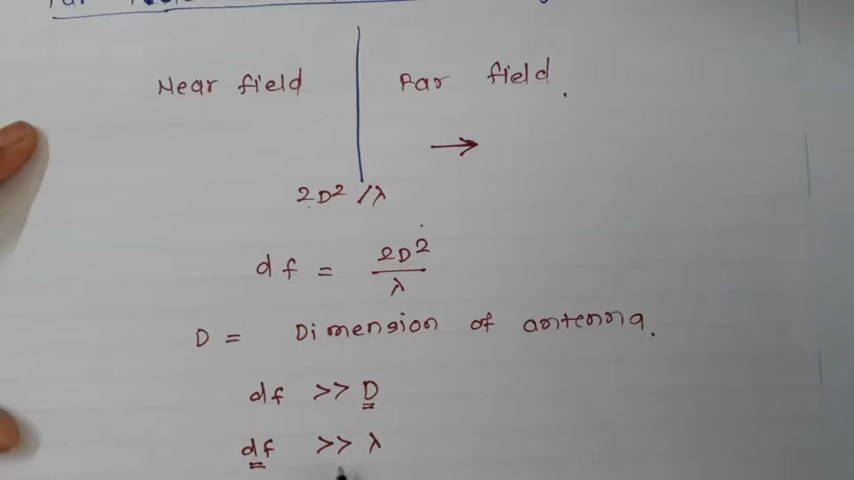 Near field Far field.
2D² /λ
df = 2D²/λ
D = Dimension of antenna.
df >> D
df >> λ